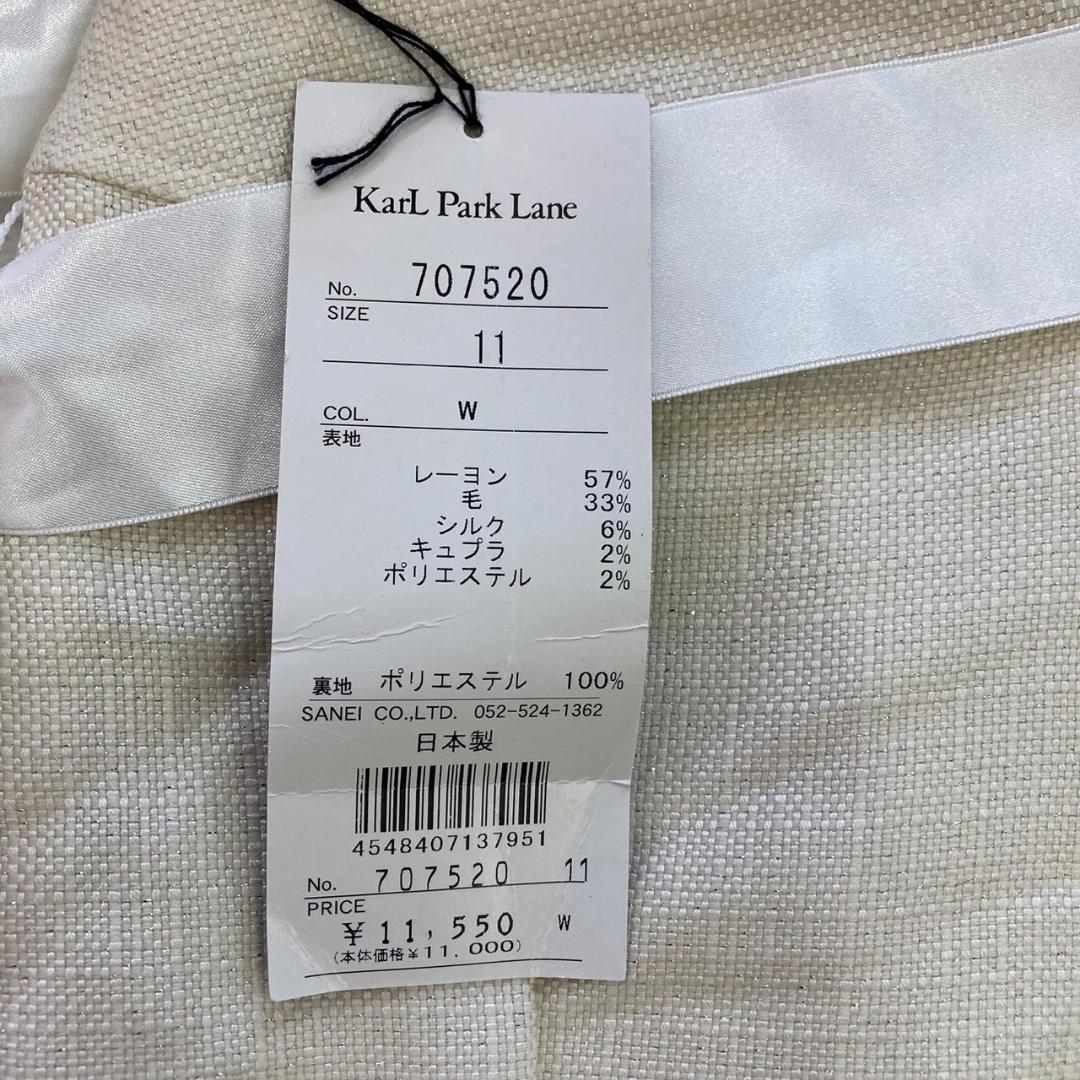 KarL Park Lane
No. 707520
SIZE
11
COL. W
表地
レーヨン 57%
毛 33%
シルク 6%
キュプラ 2%
ポリエステル 2%
裏地 ポリエステル 100%
SANEI CO.,LTD. 052-524-1362
日本製
4548407137951
No. 707520 11
PRICE
¥11,550 W
(本体価格¥11.000)